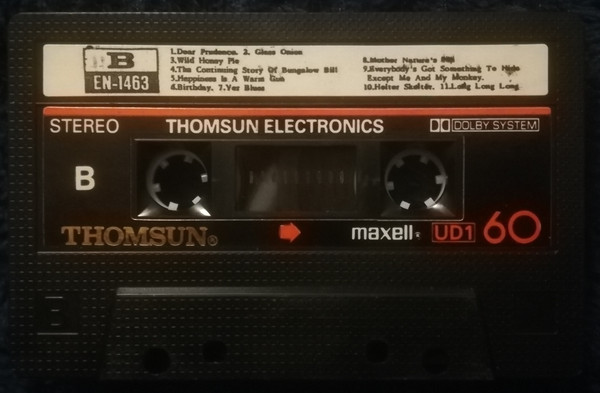 B
EN-1463
1.Dear Prudence. 2. Glass Onion
3.Wild Honey Pie
4.The Continuing Story Of Bungalow Bill
5.Happiness Is A Warm Gun
6.Birthday. 7.Yer Blues
8.Mother Nature's
9.Everybody's Got Something To Hide
Except Me And My Monkey.
10.Helter Skelter. 11.Long Long Long
STEREO
THOMSUN ELECTRONICS
DOLBY SYSTEM
B
THOMSUN®
maxell
UD1
60
B